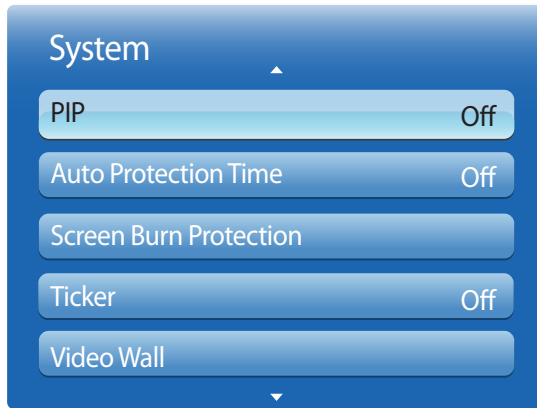 System
PIP Off
Auto Protection Time Off
Screen Burn Protection
Ticker Off
Video Wall